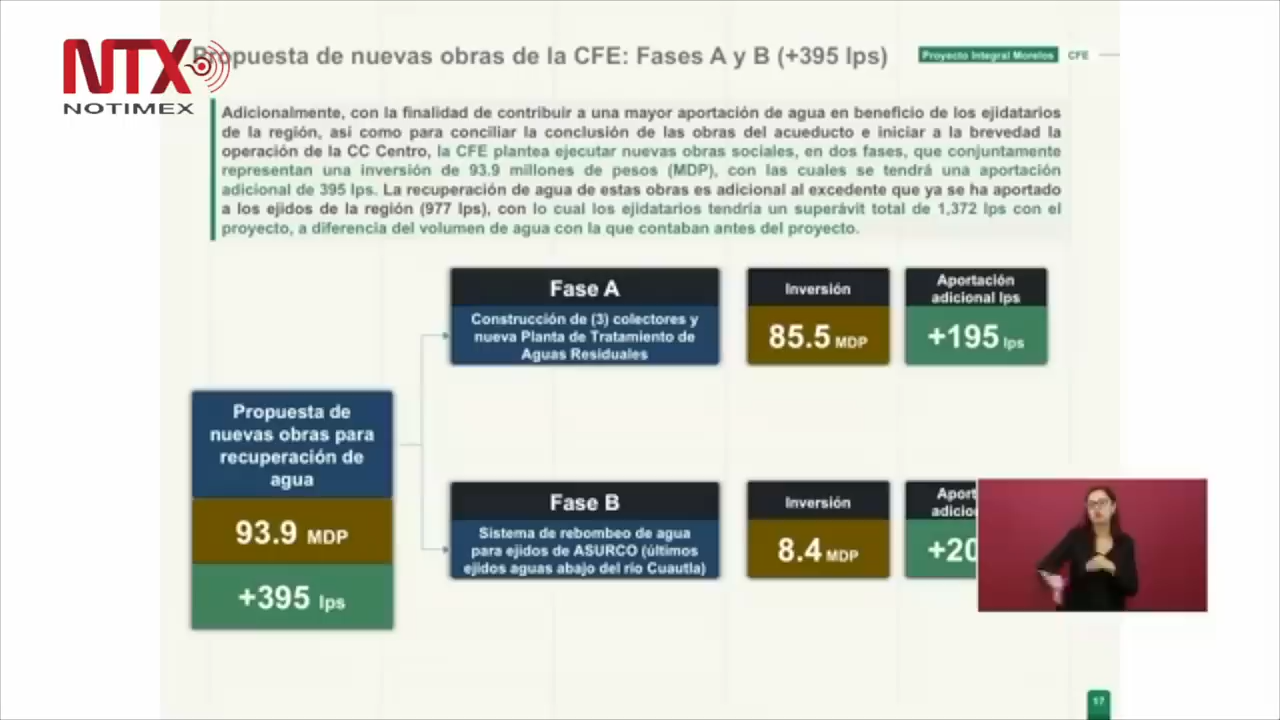 NTX
NOTIMEX
Propuesta de nuevas obras de la CFE: Fases A y B (+395 lps)
Proyecto Integral Morelos
CFE
Adicionalmente, con la finalidad de contribuir a una mayor aportación de agua en beneficio de los ejidatarios
de la región, asi como para conciliar la conclusión de las obras del acueducto e iniciar a la brevedad la
operación de la CC Centro, la CFE plantea ejecutar nuevas obras sociales, en dos fases, que conjuntamente
representan una inversión de 93.9 millones de pesos (MDP), con las cuales se tendrá una aportación
adicional de 395 lps. La recuperación de agua de estas obras es adicional al excedente que ya se ha aportado
a los ejidos de la región (977 lps), con lo cual los ejidatarios tendría un superávit total de 1,372 lps con el
proyecto, a diferencia del volumen de agua con la que contaban antes del proyecto.
Fase A
Construcción de (3) colectores y
nueva Planta de Tratamiento de
Aguas Residuales
Inversión
85.5 MDP
Aportación
adicional lps
+195 lps
Propuesta de
nuevas obras para
recuperación de
agua
93.9 MDP
+395 lps
Fase B
Sistema de rebombeo de agua
para ejidos de ASURCO (últimos
ejidos aguas abajo del río Cuautla)
Inversión
8.4 MDP
17